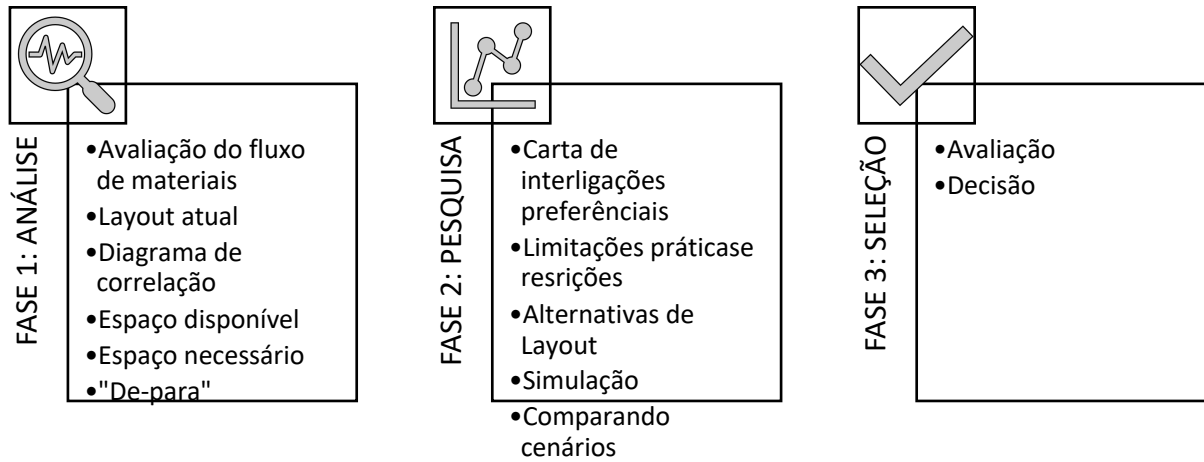 FASE 1: ANÁLISE
•Avaliação do fluxo
de materiais
•Layout atual
•Diagrama de
correlação
•Espaço disponível
•Espaço necessário
•"De-para"
FASE 2: PESQUISA
•Carta de
interligações
preferênciais
•Limitações práticase
resrições
•Alternativas de
Layout
•Simulação
•Comparando
cenários
FASE 3: SELEÇÃO
•Avaliação
•Decisão